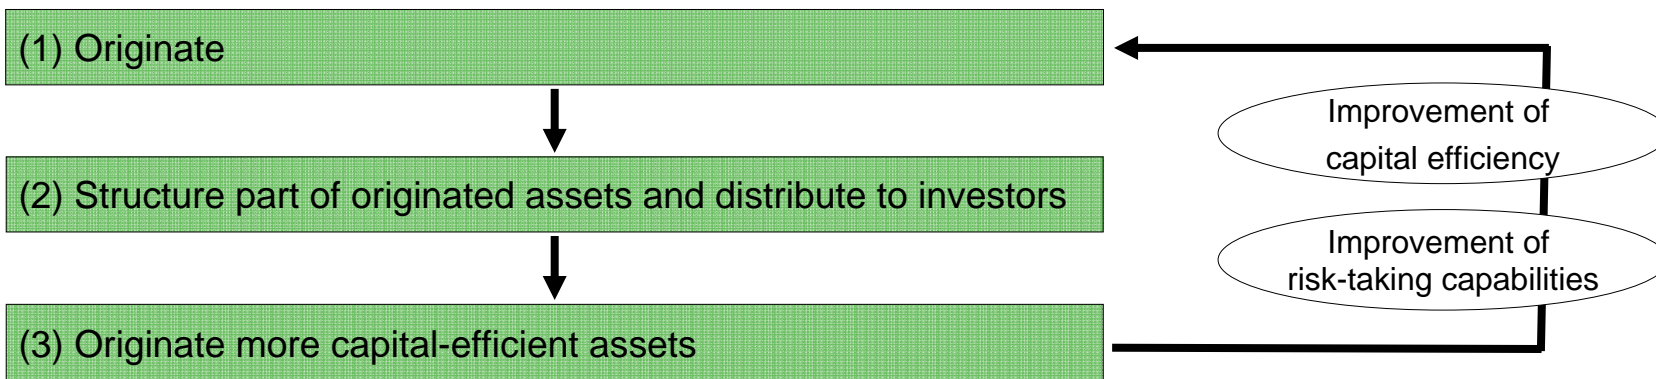 (1) Originate
Improvement of
capital efficiency
(2) Structure part of originated assets and distribute to investors
Improvement of
risk-taking capabilities
(3) Originate more capital-efficient assets